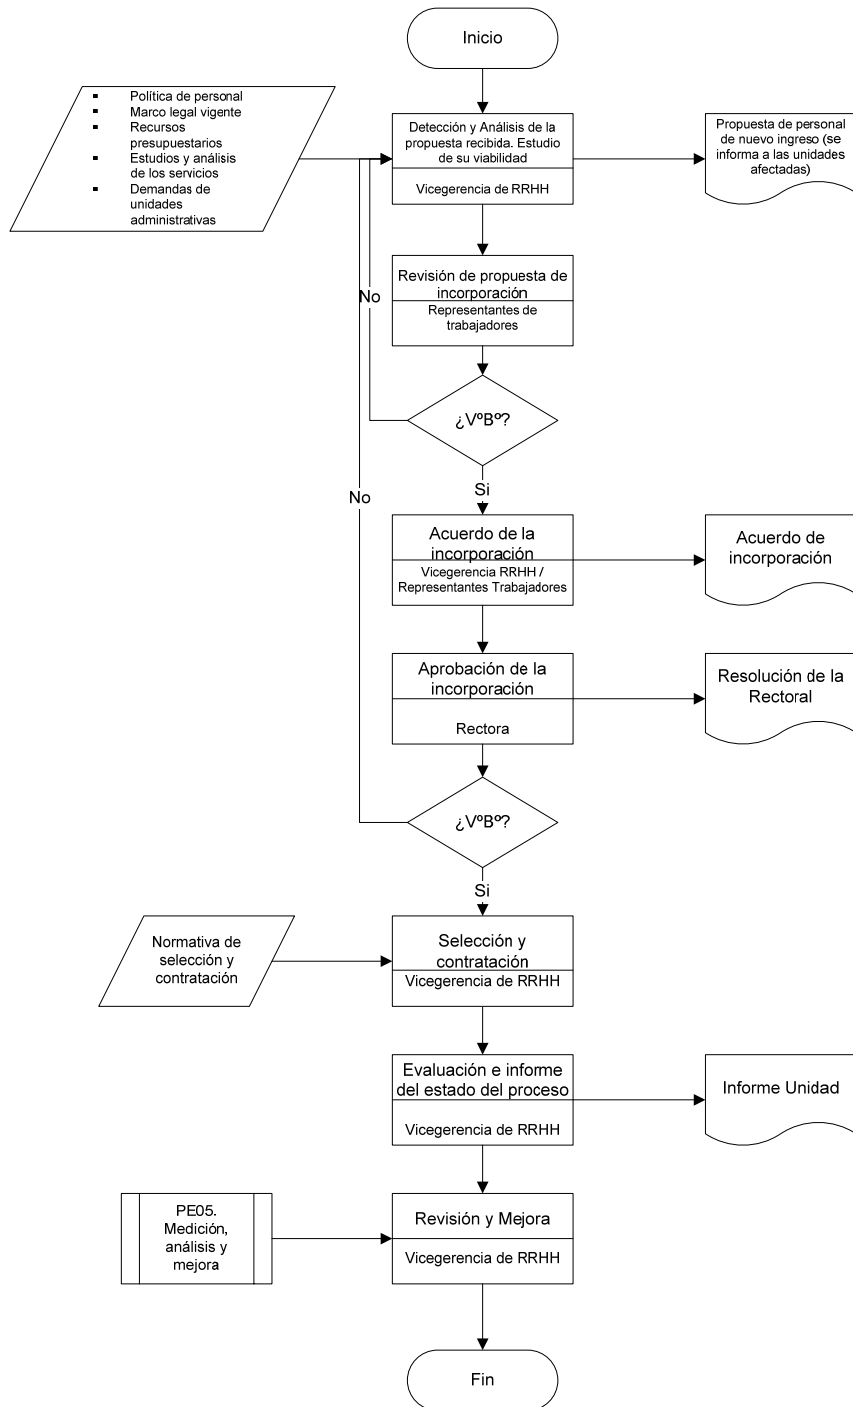 Inicio
▪ Política de personal
▪ Marco legal vigente
▪ Recursos
presupuestarios
▪ Estudios y análisis
de los servicios
▪ Demandas de
unidades
administrativas
Detección y Análisis de la
propuesta recibida. Estudio
de su viabilidad
Vicegerencia de RRHH
Propuesta de personal
de nuevo ingreso (se
informa a las unidades
afectadas)
Revisión de propuesta de
incorporación
Representantes de
trabajadores
No
¿VºBº?
Si
No
Acuerdo de la
incorporación
Vicegerencia RRHH /
Representantes Trabajadores
Acuerdo de
incorporación
Aprobación de la
incorporación
Rectora
Resolución de la
Rectoral
¿VºBº?
Si
Normativa de
selección y
contratación
Selección y
contratación
Vicegerencia de RRHH
Evaluación e informe
del estado del proceso
Vicegerencia de RRHH
Informe Unidad
PE05.
Medición,
análisis y
mejora
Revisión y Mejora
Vicegerencia de RRHH
Fin